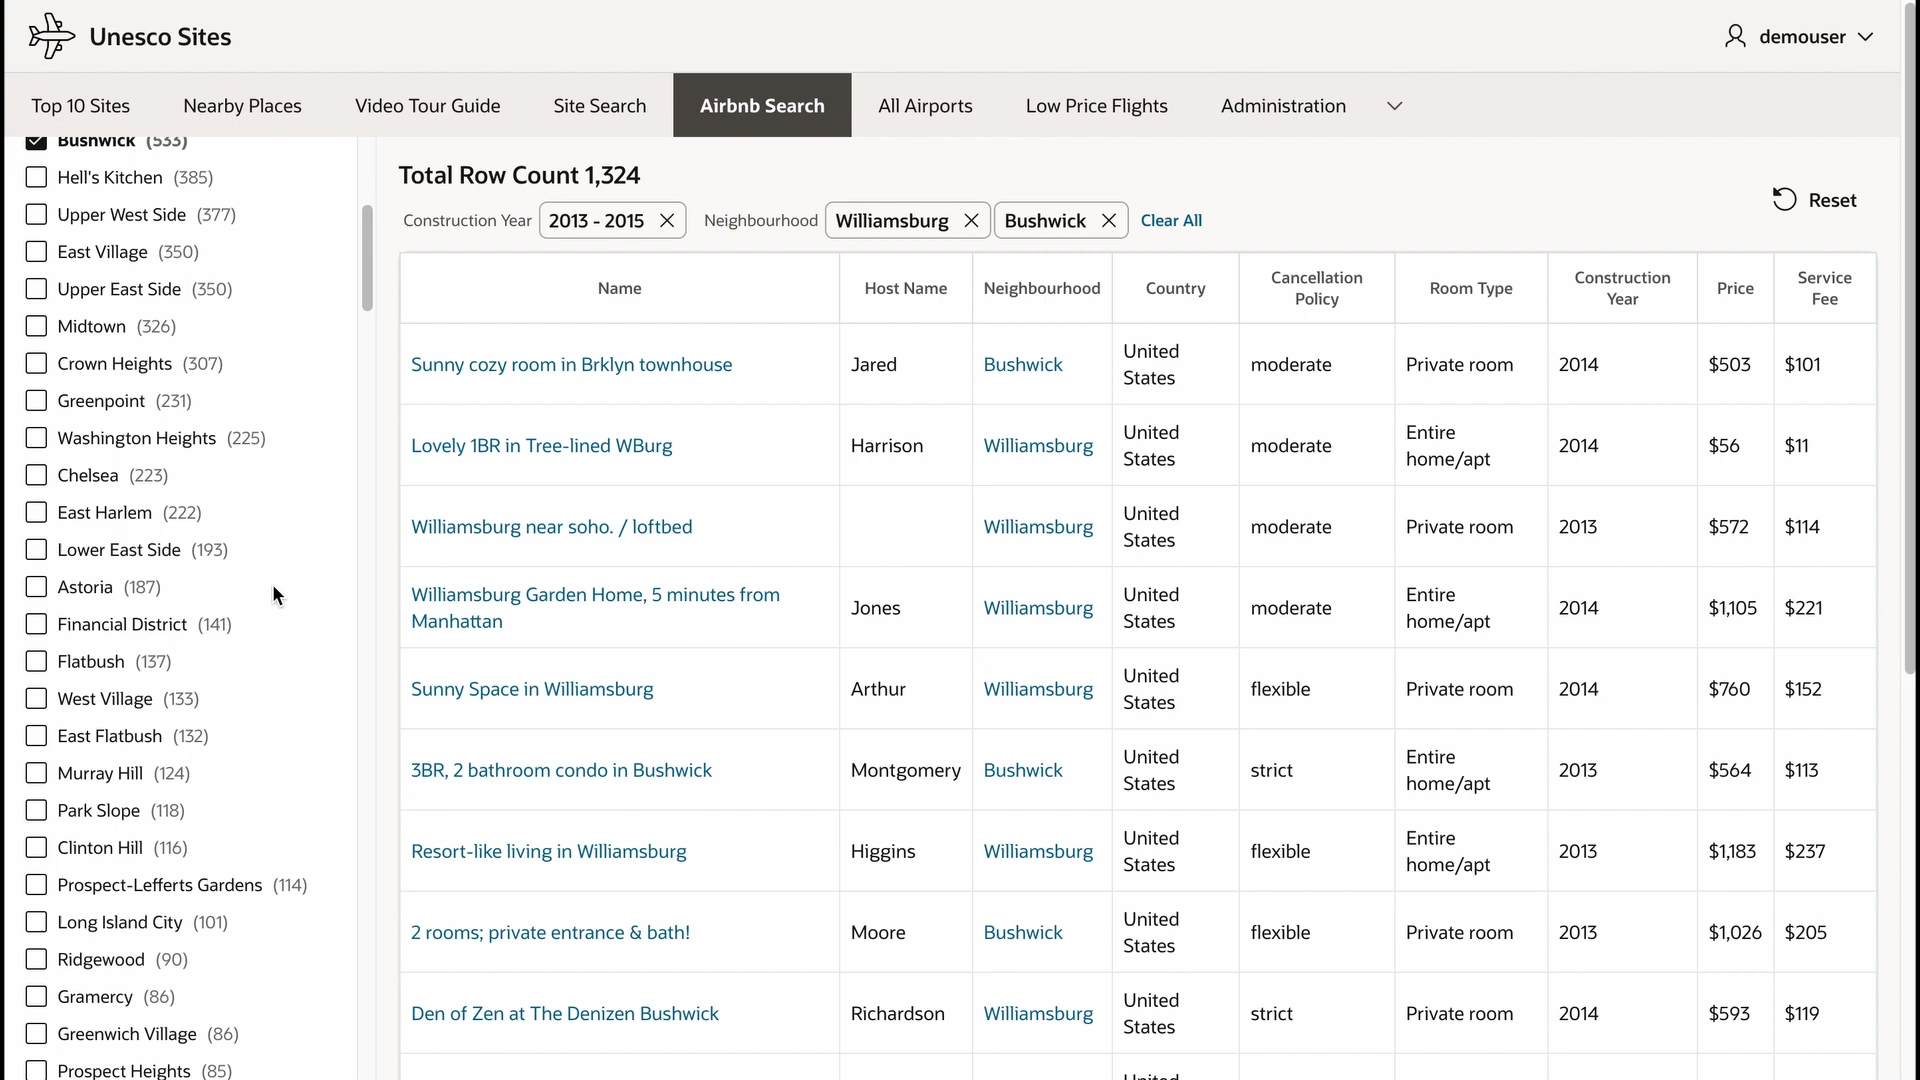 Unesco Sites
demouser
Top 10 Sites Nearby Places Video Tour Guide Site Search Airbnb Search All Airports Low Price Flights Administration
Bushwick (533)
Hell's Kitchen (385)
Upper West Side (377)
East Village (350)
Upper East Side (350)
Midtown (326)
Crown Heights (307)
Greenpoint (231)
Washington Heights (225)
Chelsea (223)
East Harlem (222)
Lower East Side (193)
Astoria (187)
Financial District (141)
Flatbush (137)
West Village (133)
East Flatbush (132)
Murray Hill (124)
Park Slope (118)
Clinton Hill (116)
Prospect-Lefferts Gardens (114)
Long Island City (101)
Ridgewood (90)
Gramercy (86)
Greenwich Village (86)
Prospect Heights (85)
Total Row Count 1,324
Reset
Construction Year 2013 - 2015 Neighbourhood Williamsburg Bushwick Clear All
Name Host Name Neighbourhood Country Cancellation Policy Room Type Construction Year Price Service Fee
Sunny cozy room in Brklyn townhouse Jared Bushwick United States moderate Private room 2014 $503 $101
Lovely 1BR in Tree-lined WBurg Harrison Williamsburg United States moderate Entire home/apt 2014 $56 $11
Williamsburg near soho. / loftbed Williamsburg United States moderate Private room 2013 $572 $114
Williamsburg Garden Home, 5 minutes from Manhattan Jones Williamsburg United States moderate Entire home/apt 2014 $1,105 $221
Sunny Space in Williamsburg Arthur Williamsburg United States flexible Private room 2014 $760 $152
3BR, 2 bathroom condo in Bushwick Montgomery Bushwick United States strict Entire home/apt 2013 $564 $113
Resort-like living in Williamsburg Higgins Williamsburg United States flexible Entire home/apt 2013 $1,183 $237
2 rooms; private entrance & bath! Moore Bushwick United States flexible Private room 2013 $1,026 $205
Den of Zen at The Denizen Bushwick Richardson Williamsburg United States strict Private room 2014 $593 $119
United